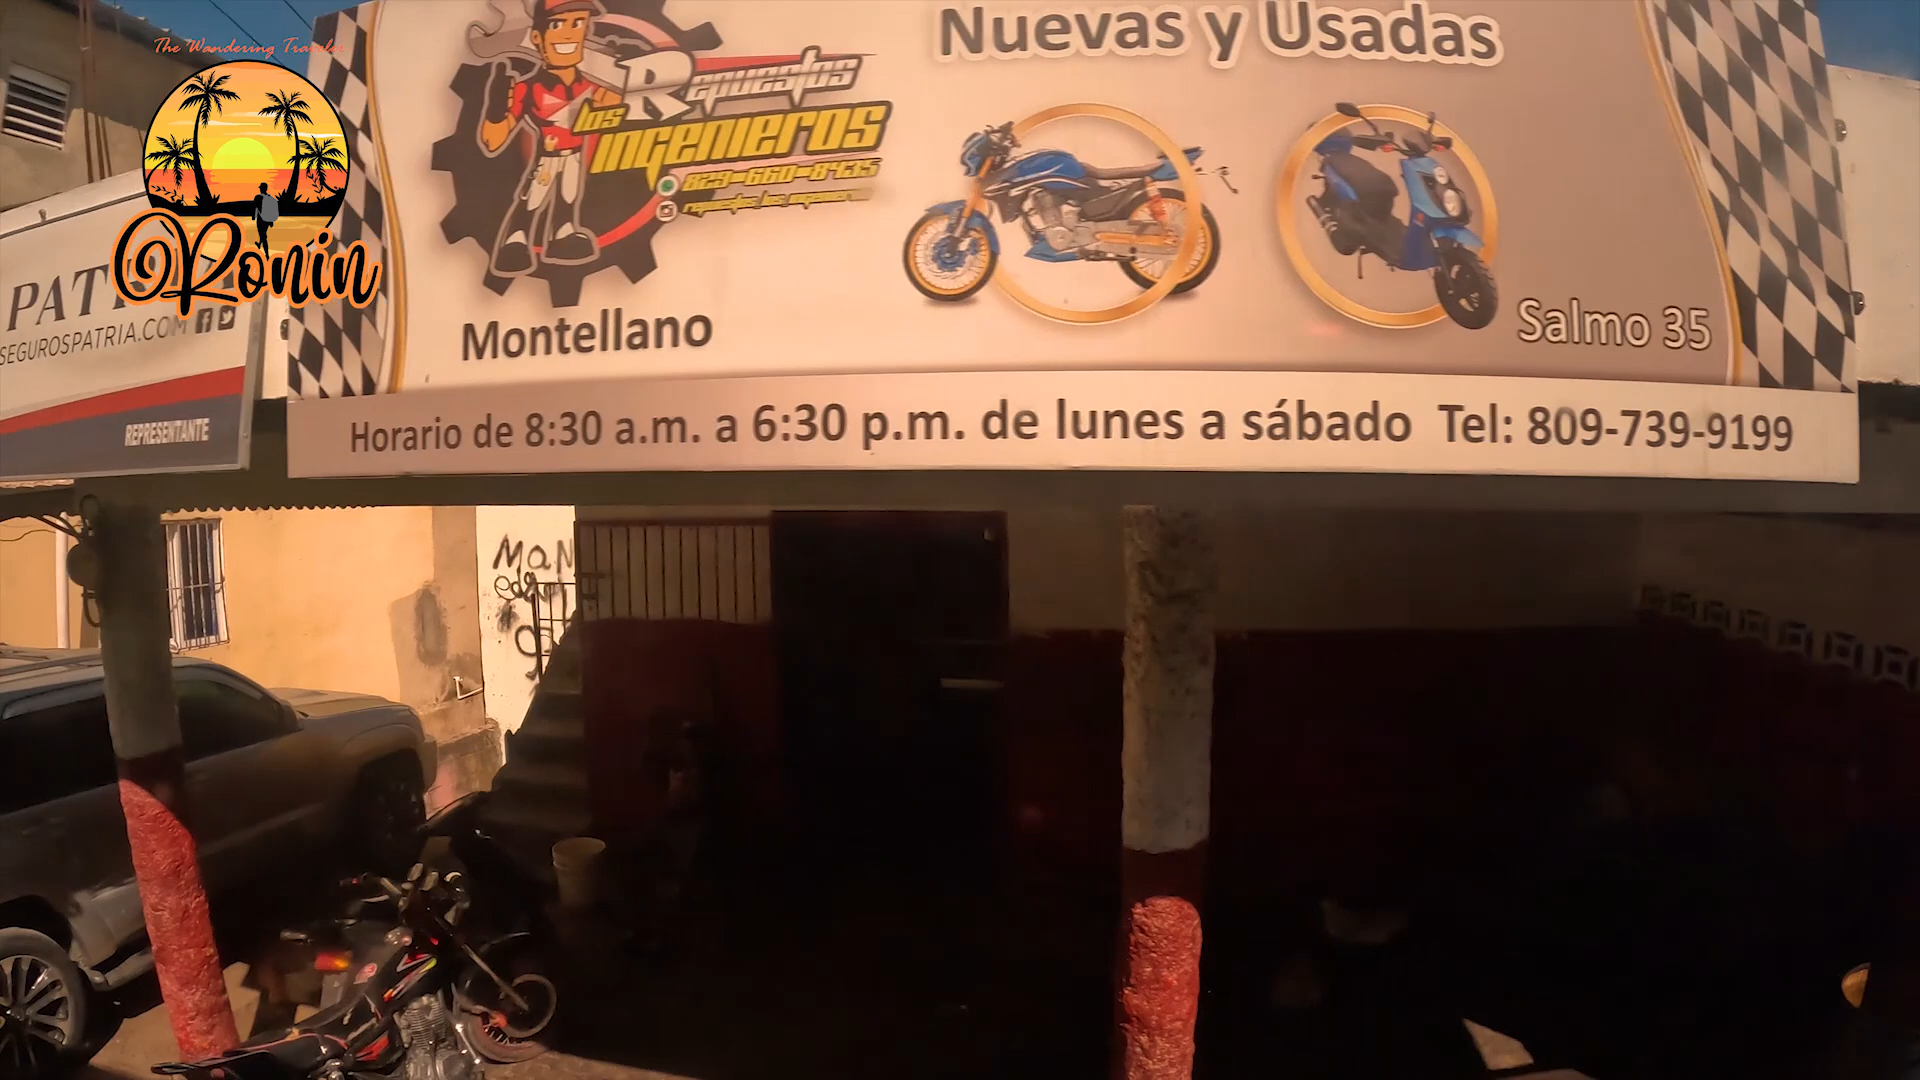 The Wandering Traveler
Ronin
SEGUROSPATRIA.COM
REPRESENTANTE
Repuestos
los
ingenieros
829-660-8435
Nuevas y Usadas
Montellano
Salmo 35
Horario de 8:30 a.m. a 6:30 p.m. de lunes a sábado Tel: 809-739-9199
MaN